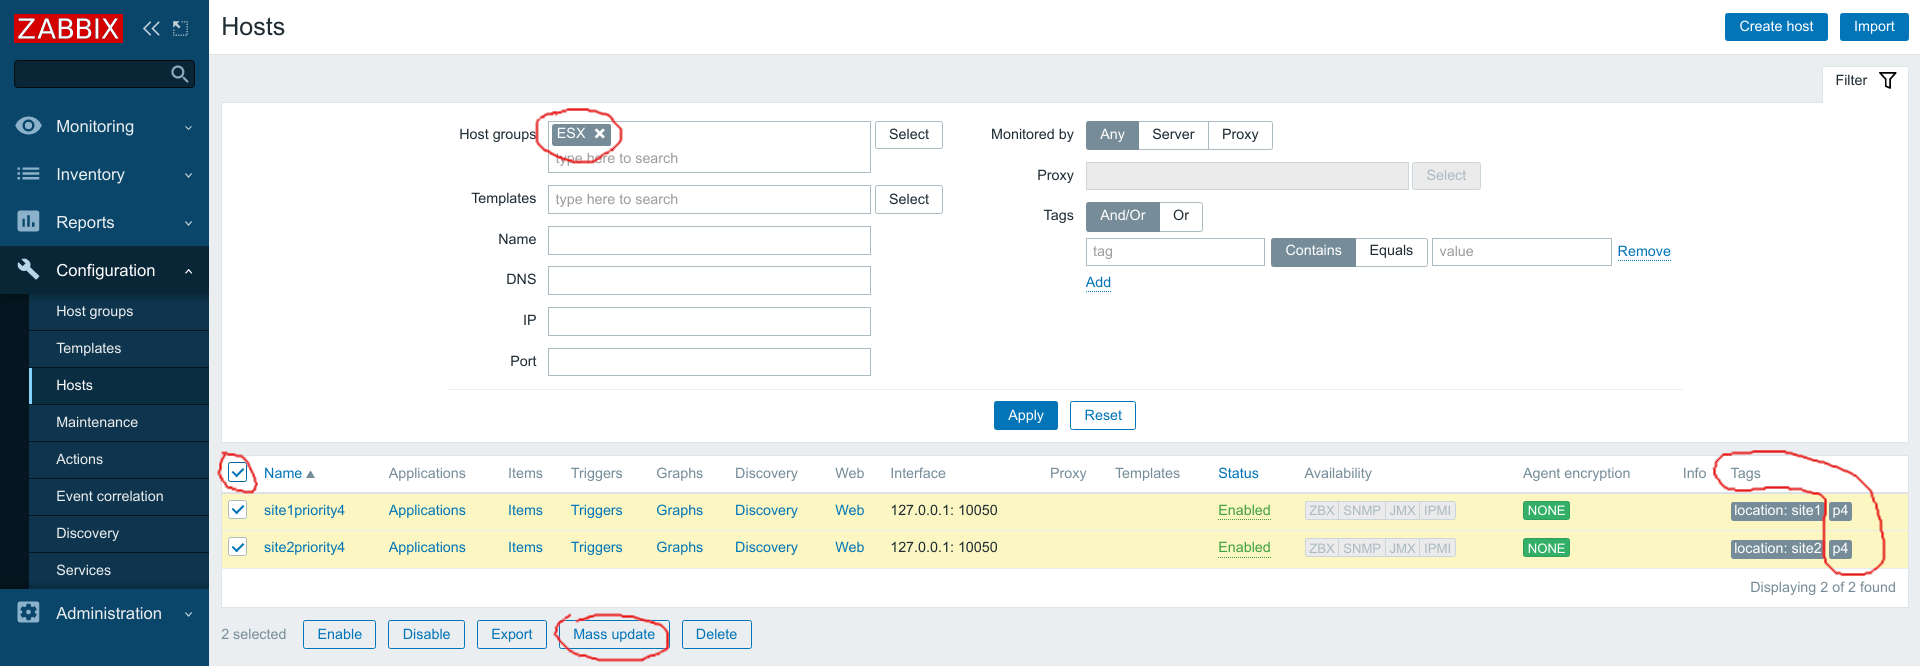 ZABBIX
Monitoring
Inventory
Reports
Configuration
Host groups
Templates
Hosts
Maintenance
Actions
Event correlation
Discovery
Services
Administration
Hosts
Create host Import
Filter
Host groups ESX Select
type here to search
Templates type here to search Select
Name
DNS
IP
Port
Monitored by Any Server Proxy
Proxy Select
Tags And/Or Or
tag Contains Equals value Remove
Add
Apply Reset
Name Applications Items Triggers Graphs Discovery Web Interface Proxy Templates Status Availability Agent encryption Info Tags
site1priority4 Applications Items Triggers Graphs Discovery Web 127.0.0.1: 10050 Enabled ZBX SNMP JMX IPMI NONE location: site1 p4
site2priority4 Applications Items Triggers Graphs Discovery Web 127.0.0.1: 10050 Enabled ZBX SNMP JMX IPMI NONE location: site2 p4
Displaying 2 of 2 found
2 selected Enable Disable Export Mass update Delete